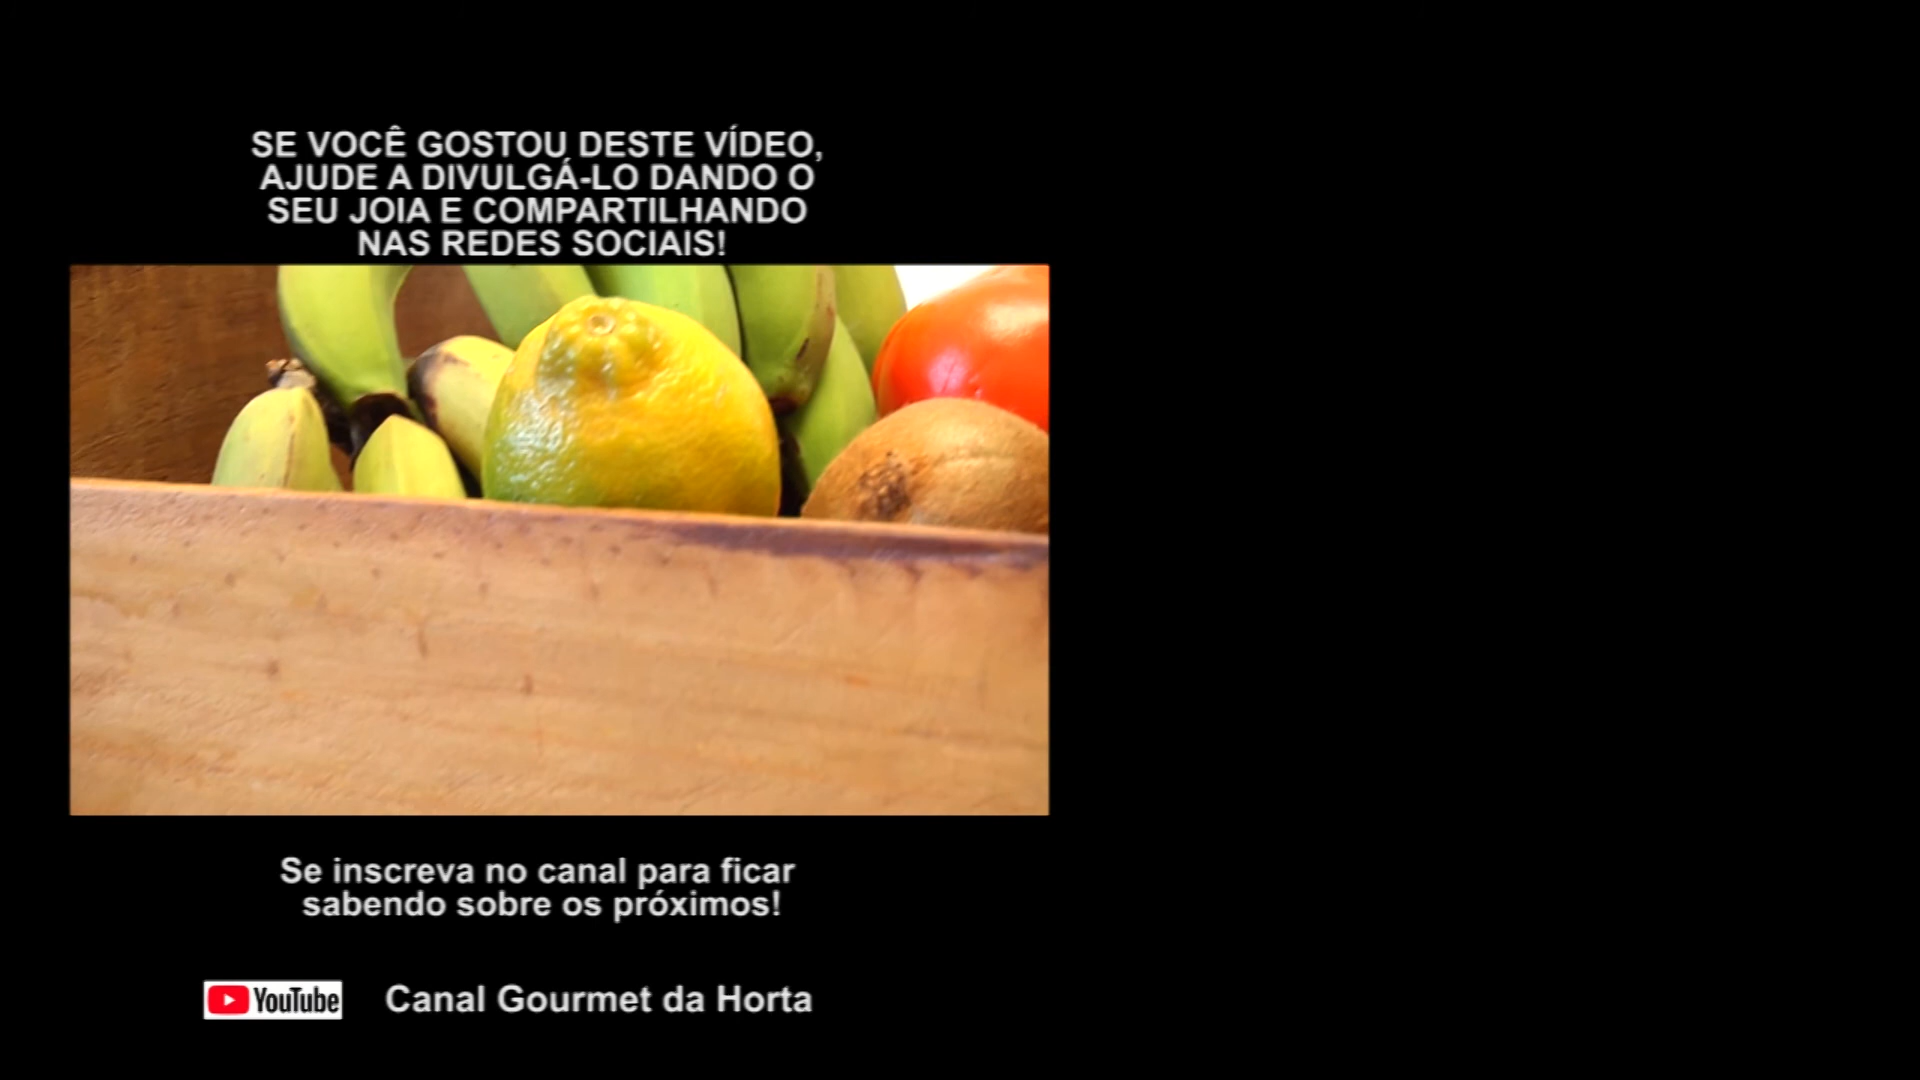 SE VOCÊ GOSTOU DESTE VÍDEO,
AJUDE A DIVULGÁ-LO DANDO O
SEU JOIA E COMPARTILHANDO
NAS REDES SOCIAIS!
Se inscreva no canal para ficar
sabendo sobre os próximos!
YouTube Canal Gourmet da Horta